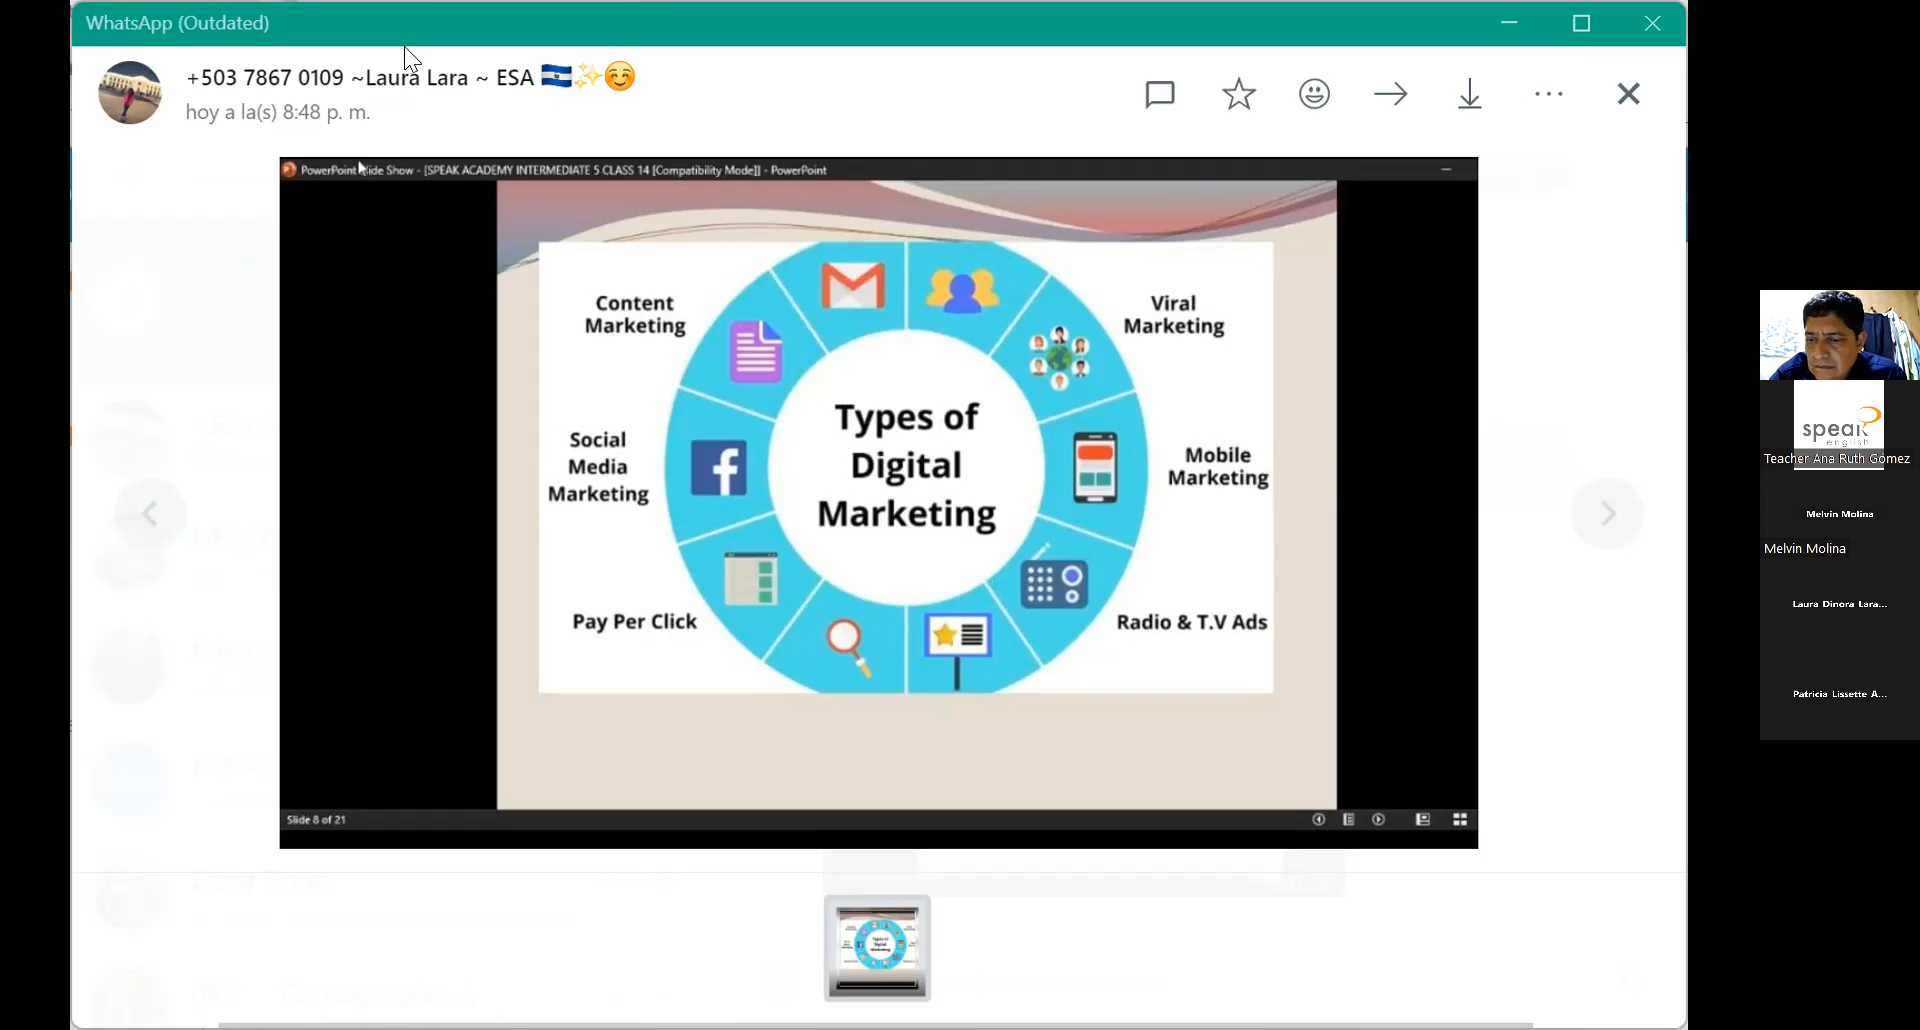 WhatsApp (Outdated)
+503 7867 0109 ~Laura Lara ~ ESA 🇸🇻✨☺️
hoy a la(s) 8:48 p. m.
PowerPoint Slide Show - [SPEAK ACADEMY INTERMEDIATE 5 CLASS 14 [Compatibility Mode]] - PowerPoint
Content
Marketing
Social
Media
Marketing
Pay Per Click
Types of
Digital
Marketing
Viral
Marketing
Mobile
Marketing
Radio & T.V Ads
Slide 8 of 21
speak
english
Teacher Ana Ruth Gómez
Melvin Molina
Melvin Molina
Laura Dinora Lara...
Patricia Lissette A...